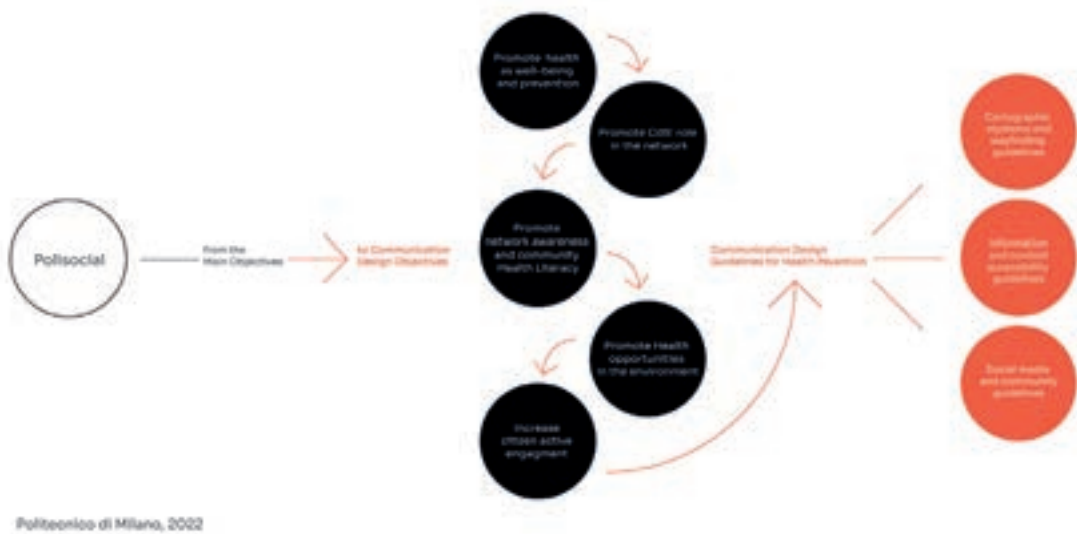 Polisocial
From the
Main Objectives
to Communication
Design Objectives
Promote health
as well-being
and prevention
Promote CdS' role
in the network
Promote
network awareness
and community
Health Literacy
Promote Health
opportunities
in the environment
Increase
citizen active
engagment
Communication Design
Guidelines for Health Prevention
Cartographic
systems and
wayfinding
guidelines
Information
and content
accessibility
guidelines
Social media
and community
guidelines
Politecnico di Milano, 2022